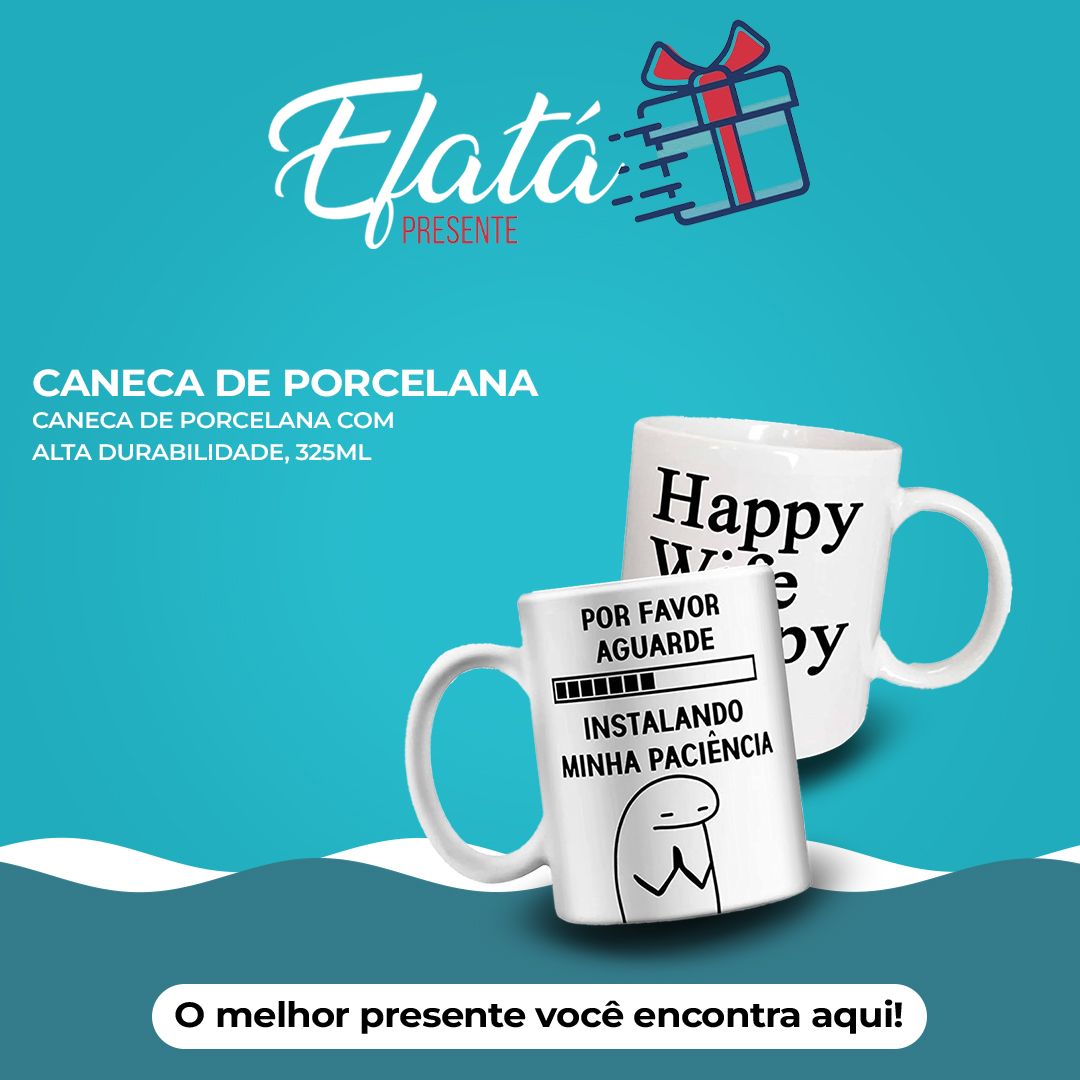 Efatá
PRESENTE
CANECA DE PORCELANA
CANECA DE PORCELANA COM
ALTA DURABILIDADE, 325ML
Happy
POR FAVOR
AGUARDE
INSTALANDO
MINHA PACIÊNCIA
O melhor presente você encontra aqui!